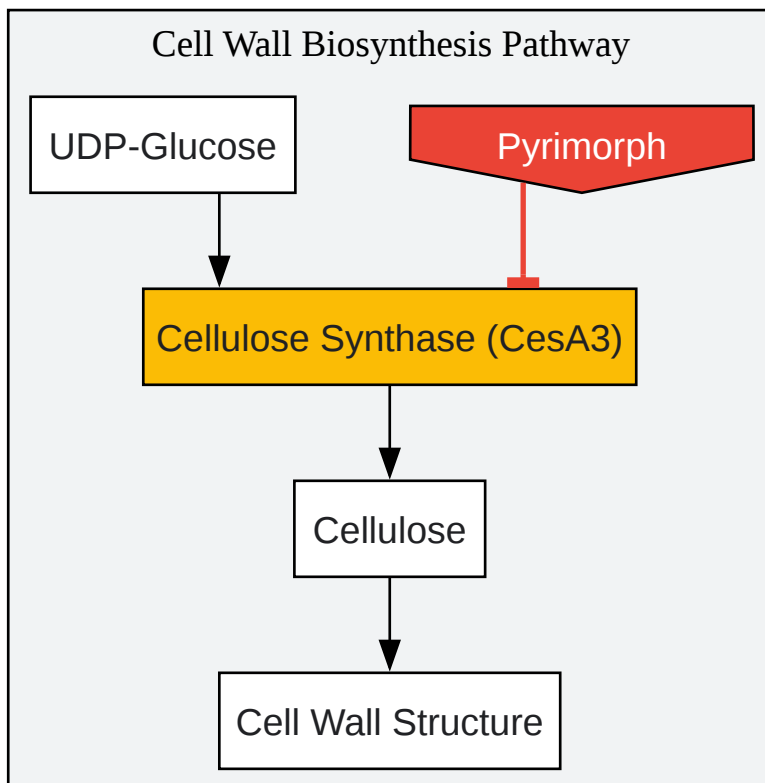 Cell Wall Biosynthesis Pathway
UDP-Glucose
Pyrimorph
Cellulose Synthase (CesA3)
Cellulose
Cell Wall Structure